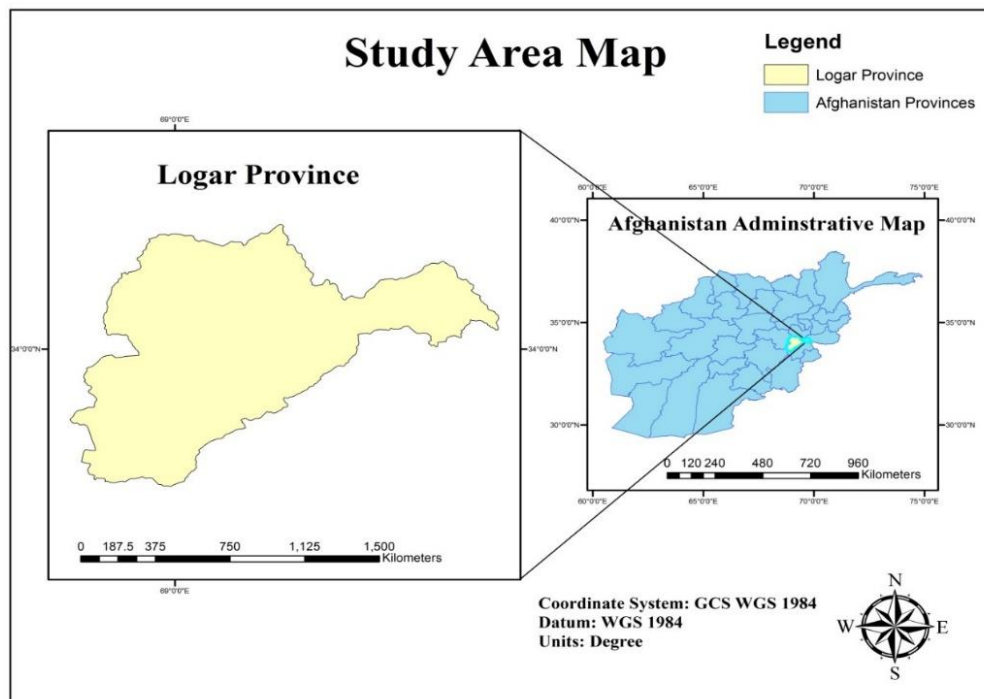 Study Area Map
Legend
Logar Province
Afghanistan Provinces
69°0'0"E
Logar Province
34°0'0"N
34°0'0"N
0 187.5 375 750 1,125 1,500
Kilometers
69°0'0"E
60°0'0"E 65°0'0"E 70°0'0"E 75°0'0"E
40°0'0"N
40°0'0"N
Afghanistan Adminstrative Map
35°0'0"N
35°0'0"N
30°0'0"N
30°0'0"N
0 120 240 480 720 960
Kilometers
60°0'0"E 65°0'0"E 70°0'0"E 75°0'0"E
Coordinate System: GCS WGS 1984
Datum: WGS 1984
Units: Degree
N
W E
S